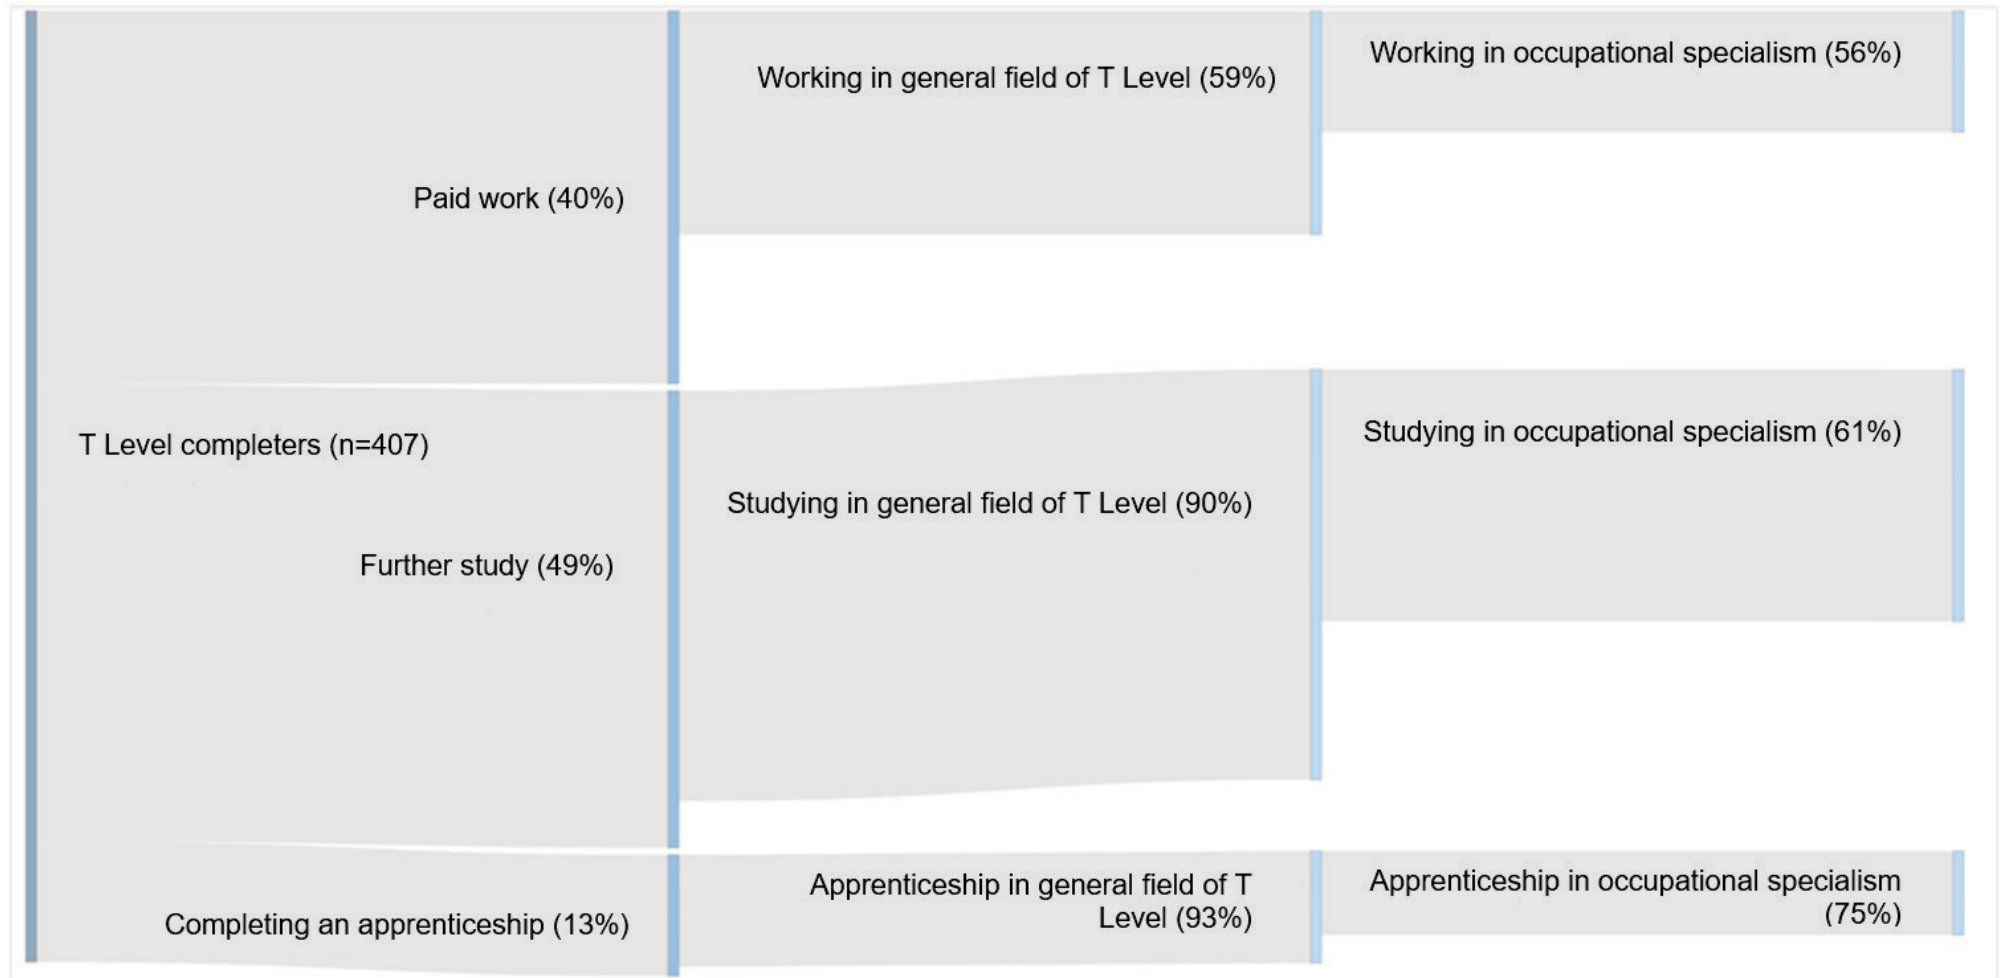 Working in occupational specialism (56%)
Working in general field of T Level (59%)
Paid work (40%)
Studying in occupational specialism (61%)
T Level completers (n=407)
Studying in general field of T Level (90%)
Further study (49%)
Apprenticeship in general field of T
Level (93%)
Apprenticeship in occupational specialism
(75%)
Completing an apprenticeship (13%)